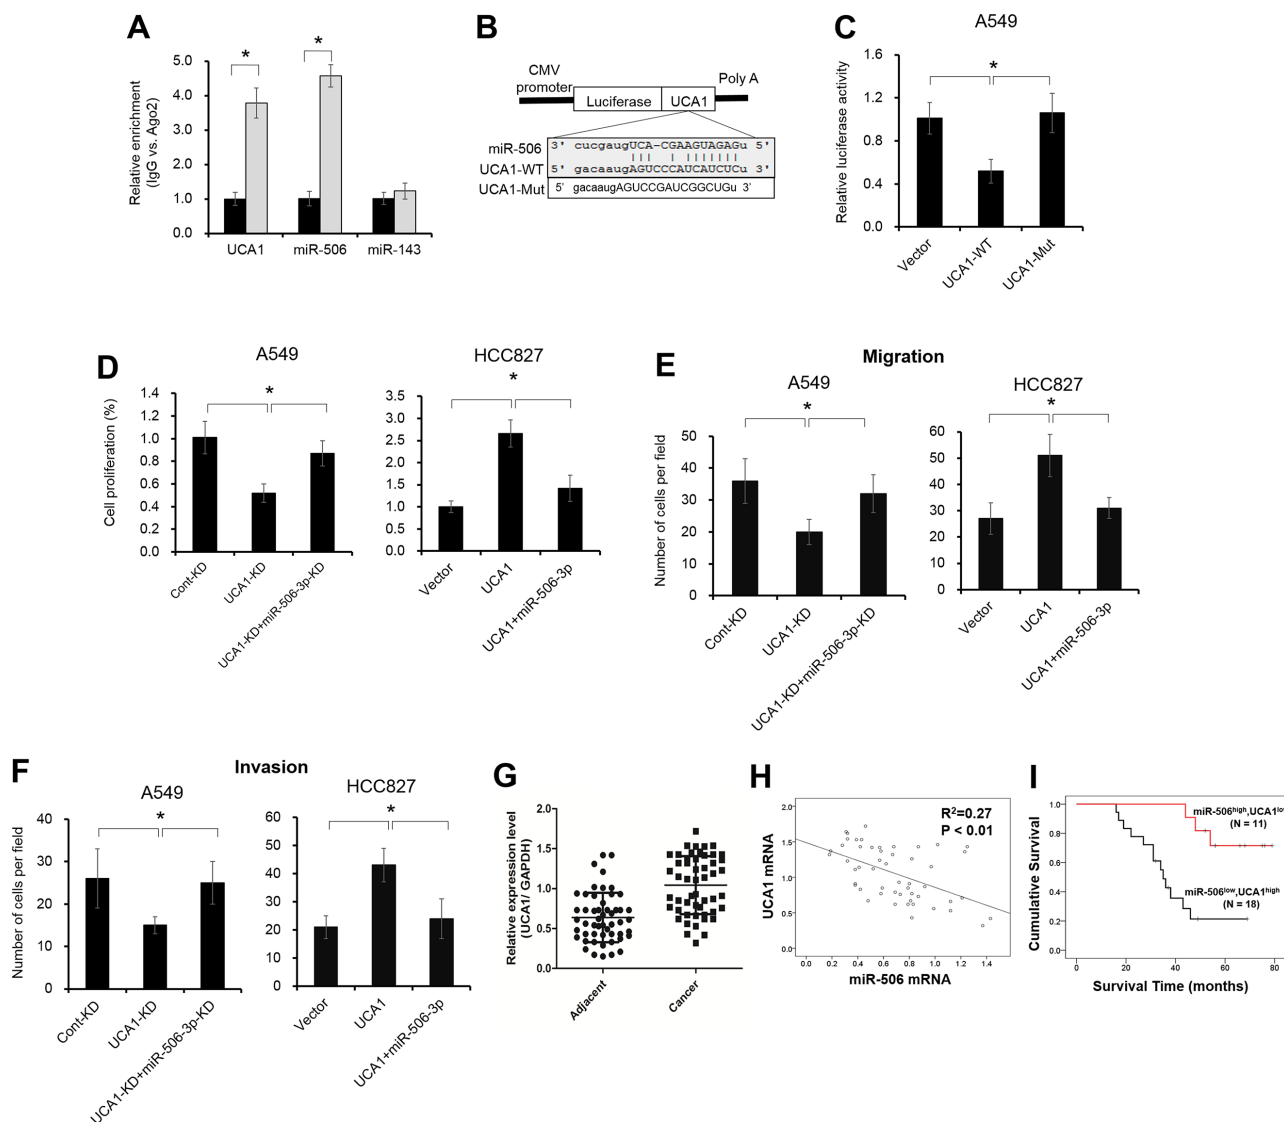 A
Relative enrichment
(IgG vs. Ago2)
5.0
4.0
3.0
2.0
1.0
0.0
*
*
UCA1
miR-506
miR-143
B
CMV
promoter
Luciferase
UCA1
Poly A
miR-506
3' cucgaugUCA-CGAAGUAGAGu 5'
UCA1-WT
5' gacaaugAGUCCCAUCAUCUCu 3'
UCA1-Mut
5' gacaaugAGUCCGAUCGGCUGu 3'
C
A549
Relative luciferase activity
1.6
1.2
0.8
0.4
0.0
*
Vector
UCA1-WT
UCA1-Mut
D
A549
Cell proliferation (%)
1.4
1.2
1.0
0.8
0.6
0.4
0.2
0.0
*
Cont-KD
UCA1-KD
UCA1-KD+miR-506-3p-KD
HCC827
3.5
3.0
2.5
2.0
1.5
1.0
0.5
0.0
*
Vector
UCA1
UCA1+miR-506-3p
E
Migration
A549
Number of cells per field
50
40
30
20
10
0
*
Cont-KD
UCA1-KD
UCA1-KD+miR-506-3p-KD
HCC827
60
50
40
30
20
10
0
*
Vector
UCA1
UCA1+miR-506-3p
F
Invasion
A549
Number of cells per field
40
30
20
10
0
*
Cont-KD
UCA1-KD
UCA1-KD+miR-506-3p-KD
HCC827
60
50
40
30
20
10
0
*
Vector
UCA1
UCA1+miR-506-3p
G
Relative expression level
(UCA1/ GAPDH)
2.0
1.5
1.0
0.5
0.0
Adjacent
Cancer
H
UCA1 mRNA
2.0
1.5
1.0
0.5
0.0
R²=0.27
P < 0.01
0.0 0.2 0.4 0.6 0.8 1.0 1.2 1.4
miR-506 mRNA
I
Cumulative Survival
1.0
0.8
0.6
0.4
0.2
0.0
miR-506high,UCA1low
(N = 11)
miR-506low,UCA1high
(N = 18)
0 20 40 60 80
Survival Time (months)